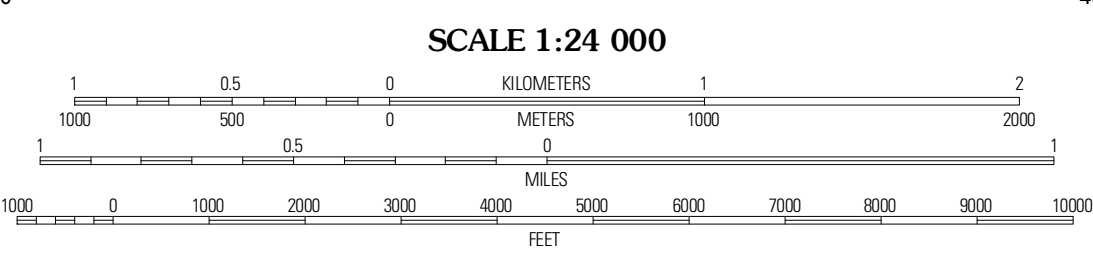 SCALE 1:24 000
1 0.5 0 KILOMETERS 1 2
1000 500 0 METERS 1000 2000
1 0.5 0 1
MILES
1000 0 1000 2000 3000 4000 5000 6000 7000 8000 9000 10000
FEET